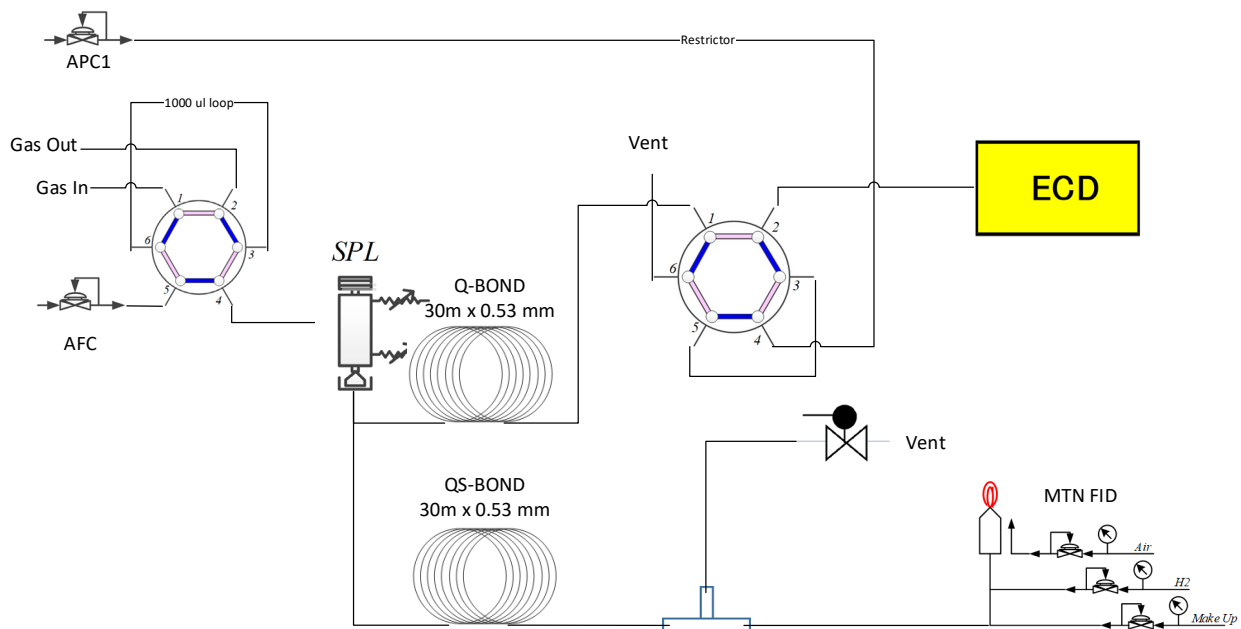 APC1
Restrictor
1000 ul loop
Gas Out
Gas In
1
2
3
4
5
6
AFC
SPL
Q-BOND
30m x 0.53 mm
Vent
1
2
3
4
5
6
ECD
Vent
QS-BOND
30m x 0.53 mm
MTN FID
Air
H2
Make Up